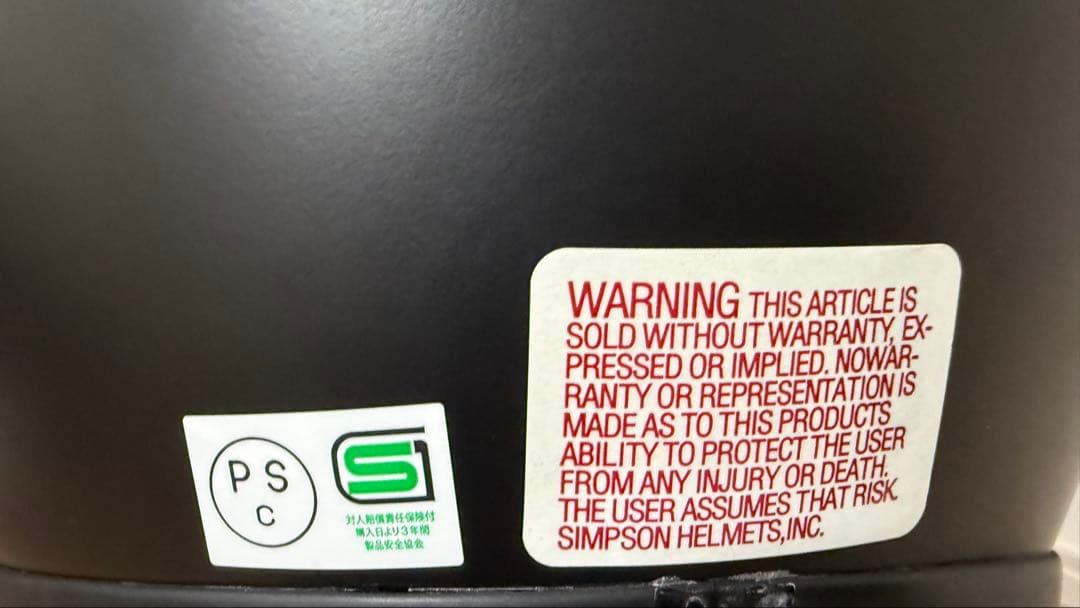 PSC
SG
対人賠償責任保険付
購入日より3年間
製品安全協会
WARNING THIS ARTICLE IS
SOLD WITHOUT WARRANTY, EX-
PRESSED OR IMPLIED. NOWAR-
RANTY OR REPRESENTATION IS
MADE AS TO THIS PRODUCTS
ABILITY TO PROTECT THE USER
FROM ANY INJURY OR DEATH.
THE USER ASSUMES THAT RISK.
SIMPSON HELMETS,INC.